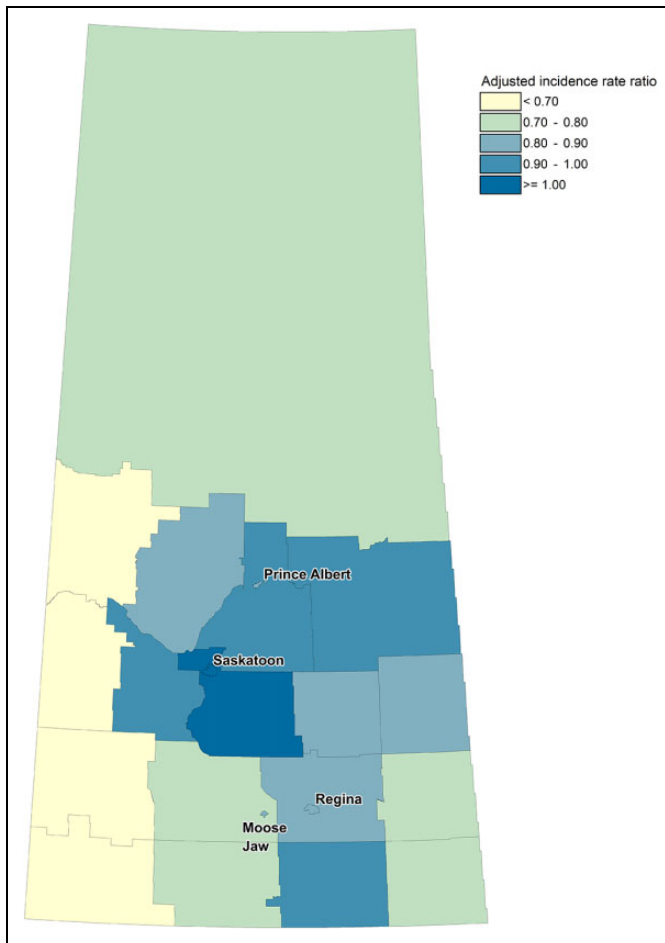 Adjusted incidence rate ratio
< 0.70
0.70 - 0.80
0.80 - 0.90
0.90 - 1.00
>= 1.00
Prince Albert
Saskatoon
Regina
Moose
Jaw